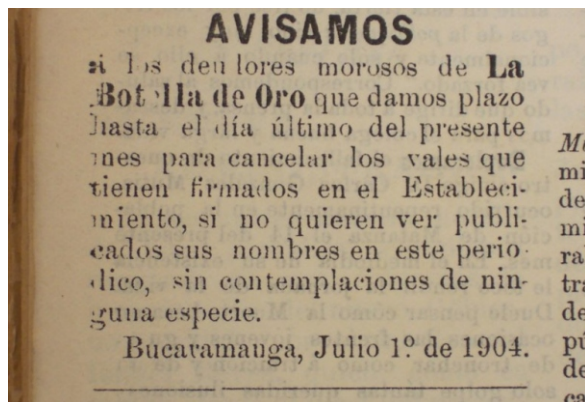 AVISAMOS
a los deudores morosos de La
Botella de Oro que damos plazo
hasta el día último del presente
mes para cancelar los vales que
tienen firmados en el Estableci-
miento, si no quieren ver publi-
cados sus nombres en este perio-
dico, sin contemplaciones de nin-
guna especie.
Bucaramanga, Julio 1º. de 1904.